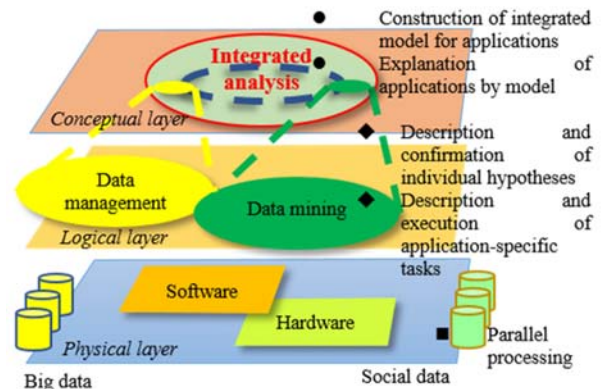 Construction of integrated
model for applications
Explanation of
applications by model
Integrated
analysis
Conceptual layer
Description and
confirmation of
individual hypotheses
Description and
execution of
application-specific
tasks
Data
management
Data mining
Logical layer
Software
Hardware
Physical layer
Parallel
processing
Big data
Social data